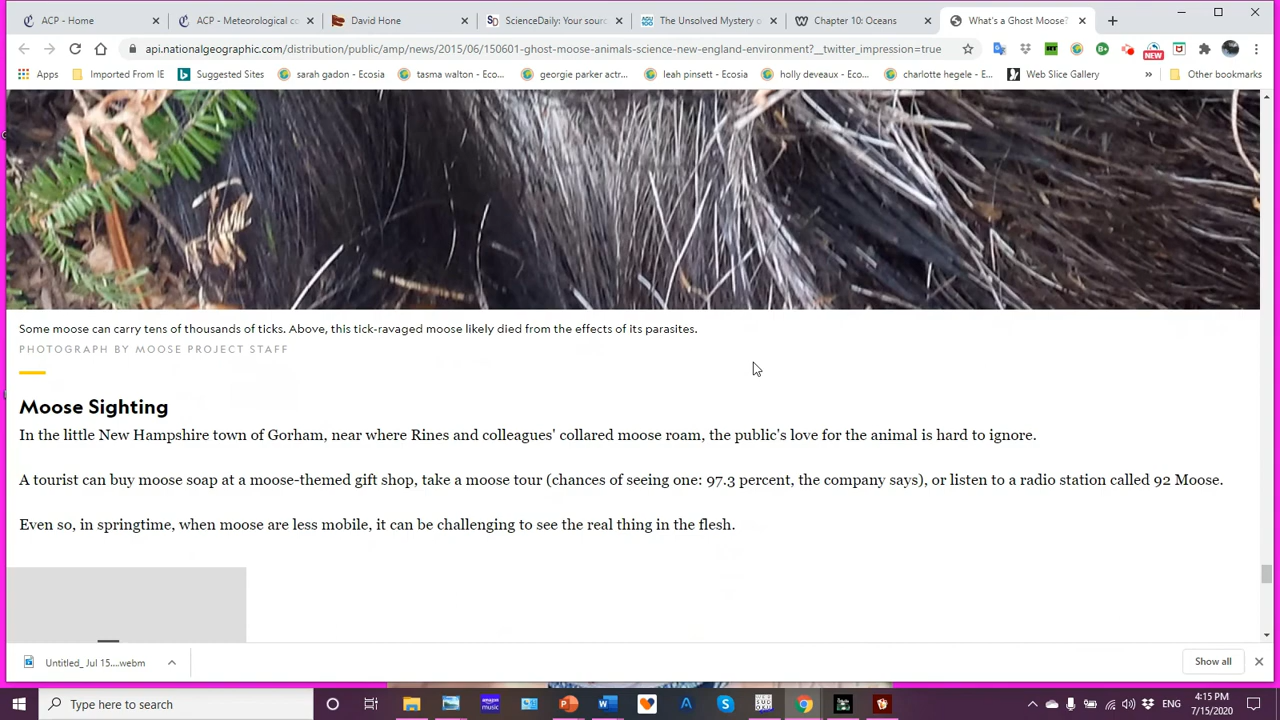 ACP - Home
ACP - Meteorological co
David Hone
ScienceDaily: Your sourc
The Unsolved Mystery o
Chapter 10: Oceans
What's a Ghost Moose?
api.nationalgeographic.com/distribution/public/amp/news/2015/06/150601-ghost-moose-animals-science-new-england-environment?__twitter_impression=true
Apps
Imported From IE
Suggested Sites
sarah gadon - Ecosia
tasma walton - Eco...
georgie parker actr...
leah pinsett - Ecosia
holly deveaux - Eco...
charlotte hegele - E...
Web Slice Gallery
»
Other bookmarks
NEW
Some moose can carry tens of thousands of ticks. Above, this tick-ravaged moose likely died from the effects of its parasites.
PHOTOGRAPH BY MOOSE PROJECT STAFF
Moose Sighting
In the little New Hampshire town of Gorham, near where Rines and colleagues' collared moose roam, the public's love for the animal is hard to ignore.
A tourist can buy moose soap at a moose-themed gift shop, take a moose tour (chances of seeing one: 97.3 percent, the company says), or listen to a radio station called 92 Moose.
Even so, in springtime, when moose are less mobile, it can be challenging to see the real thing in the flesh.
Untitled_ Jul 15....webm
Show all
Type here to search
ENG
4:15 PM
7/15/2020